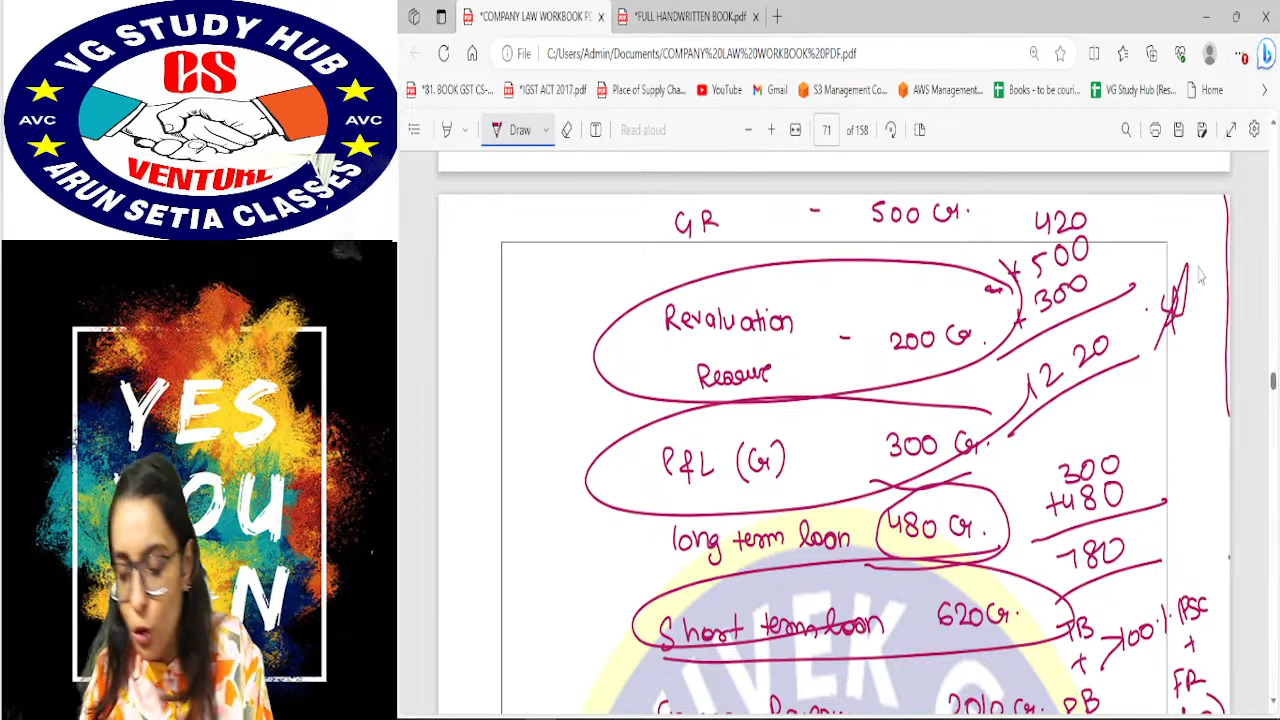 VG STUDY HUB
CS
AVC
AVC
VENTURE
ARUN SETIA CLASSES
YES
YOU
N
*COMPANY LAW WORKBOOK PD
*FULL HANDWRITTEN BOOK.pdf
File
C:/Users/Admin/Documents/COMPANY%20LAW%20WORKBOOK%20PDF.pdf
*81. BOOK GST CS-...
*IGST ACT 2017.pdf
Place of Supply Cha...
YouTube
Gmail
S3 Management Co...
AWS Management...
Books - to be couri...
VG Study Hub (Res...
Home
Draw
Read aloud
71
of 158
GR - 500 Cr.
420
+ 500
+ 300
1220
Revaluation
Reserve
- 200 Cr.
P&L (Cr) 300 Cr.
300
+480
780
long term loan 480 Cr.
Short term loan 620 Cr.
TB
+
>100%
PSC
+
FR
2010 Cr.